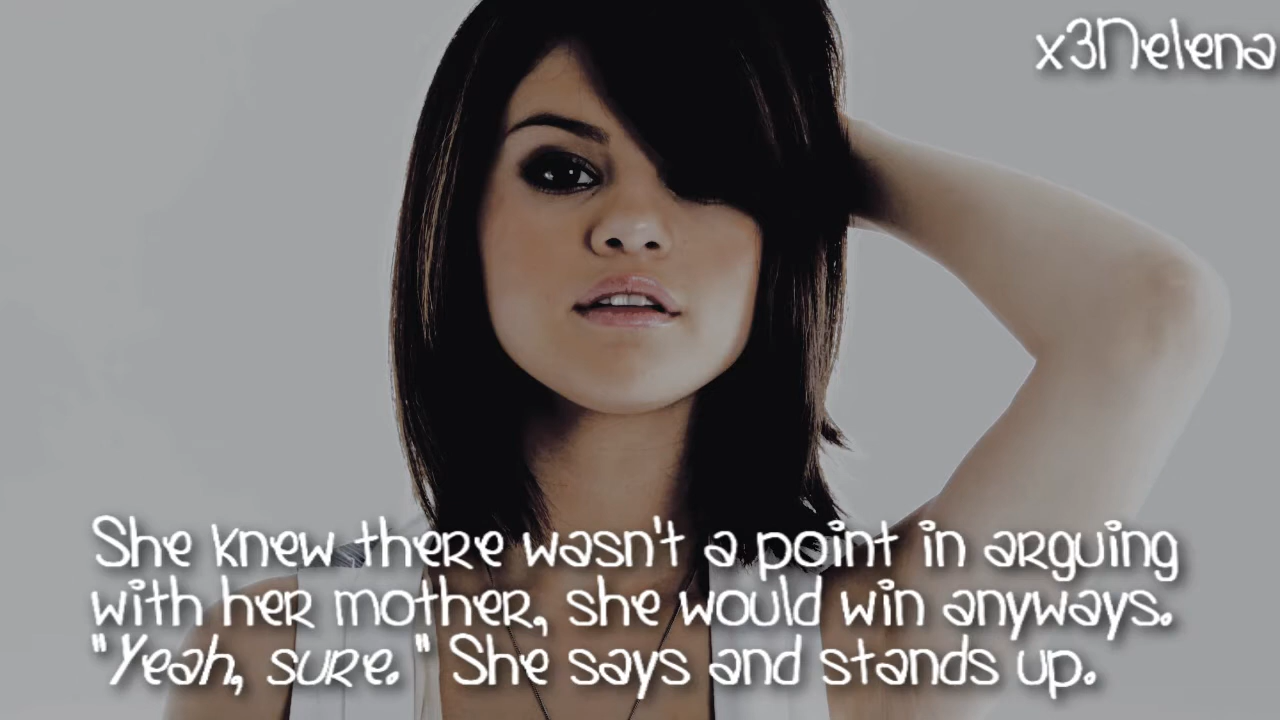 x3Nelena
She knew there wasn't a point in arguing
with her mother, she would win anyways.
"Yeah, sure." She says and stands up.